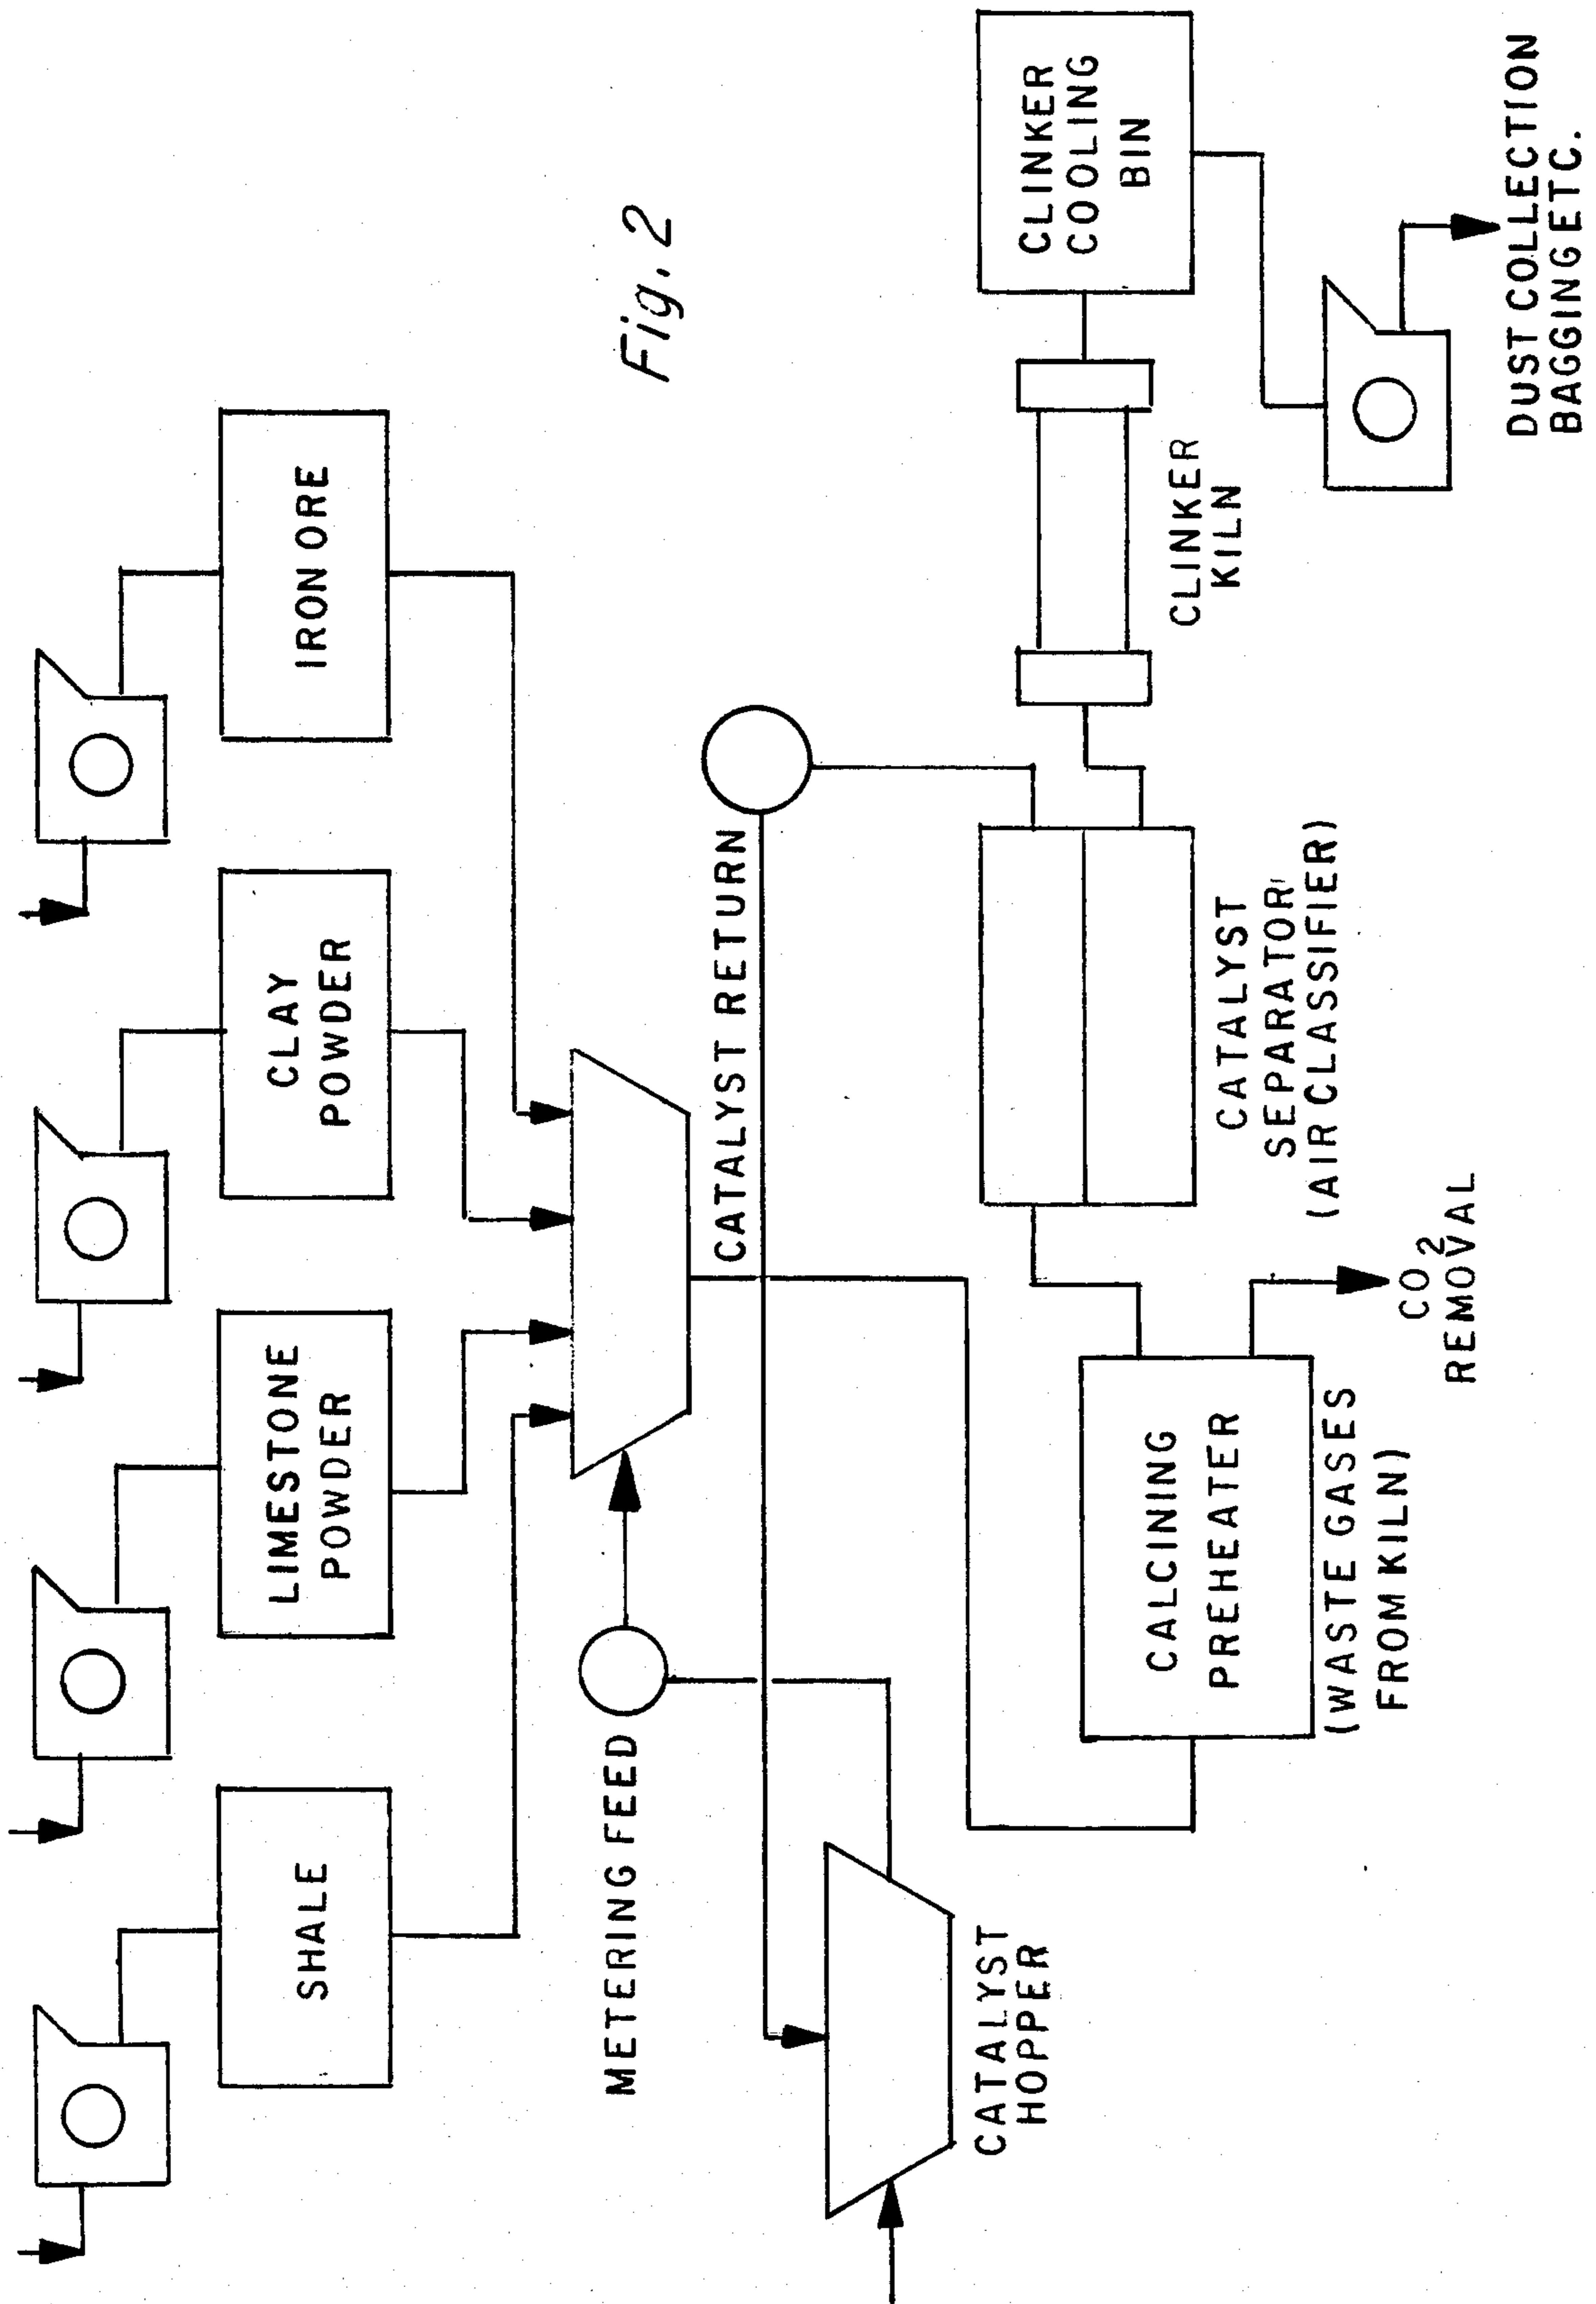 SHALE
LIMESTONE
POWDER
CLAY
POWDER
IRON ORE
METERING FEED
CATALYST RETURN
Fig. 2
CATALYST
HOPPER
CALCINING
PREHEATER
(WASTE GASES
FROM KILN)
CO2
REMOVAL
CATALYST
SEPARATOR
(AIR CLASSIFIER)
CLINKER
KILN
CLINKER
COOLING
BIN
DUST COLLECTION
BAGGING ETC.